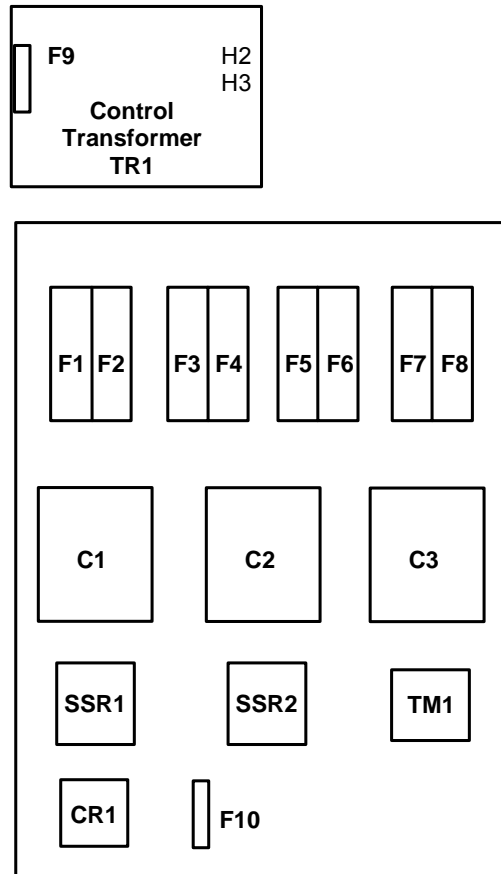 F9 H2
H3
Control
Transformer
TR1
F1 F2 F3 F4 F5 F6 F7 F8
C1 C2 C3
SSR1 SSR2 TM1
CR1 F10